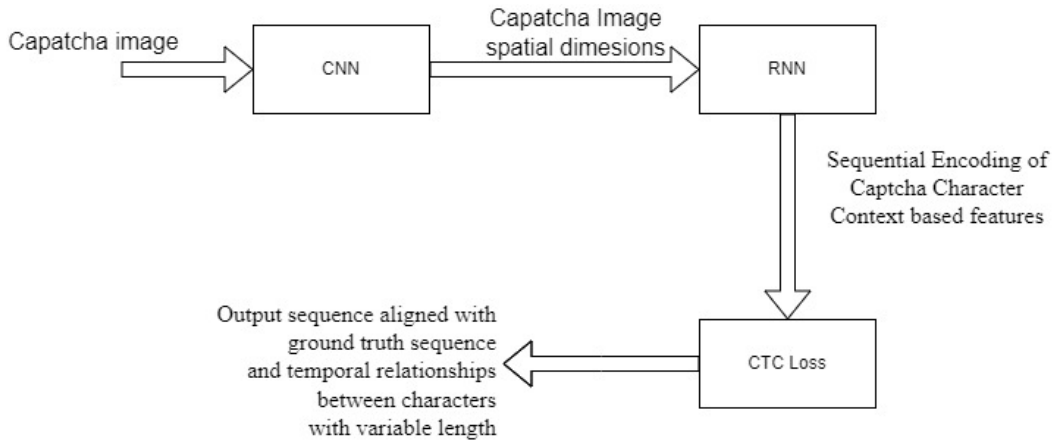 Capatcha image
CNN
Capatcha Image
spatial dimesions
RNN
Sequential Encoding of
Captcha Character
Context based features
CTC Loss
Output sequence aligned with
ground truth sequence
and temporal relationships
between characters
with variable length